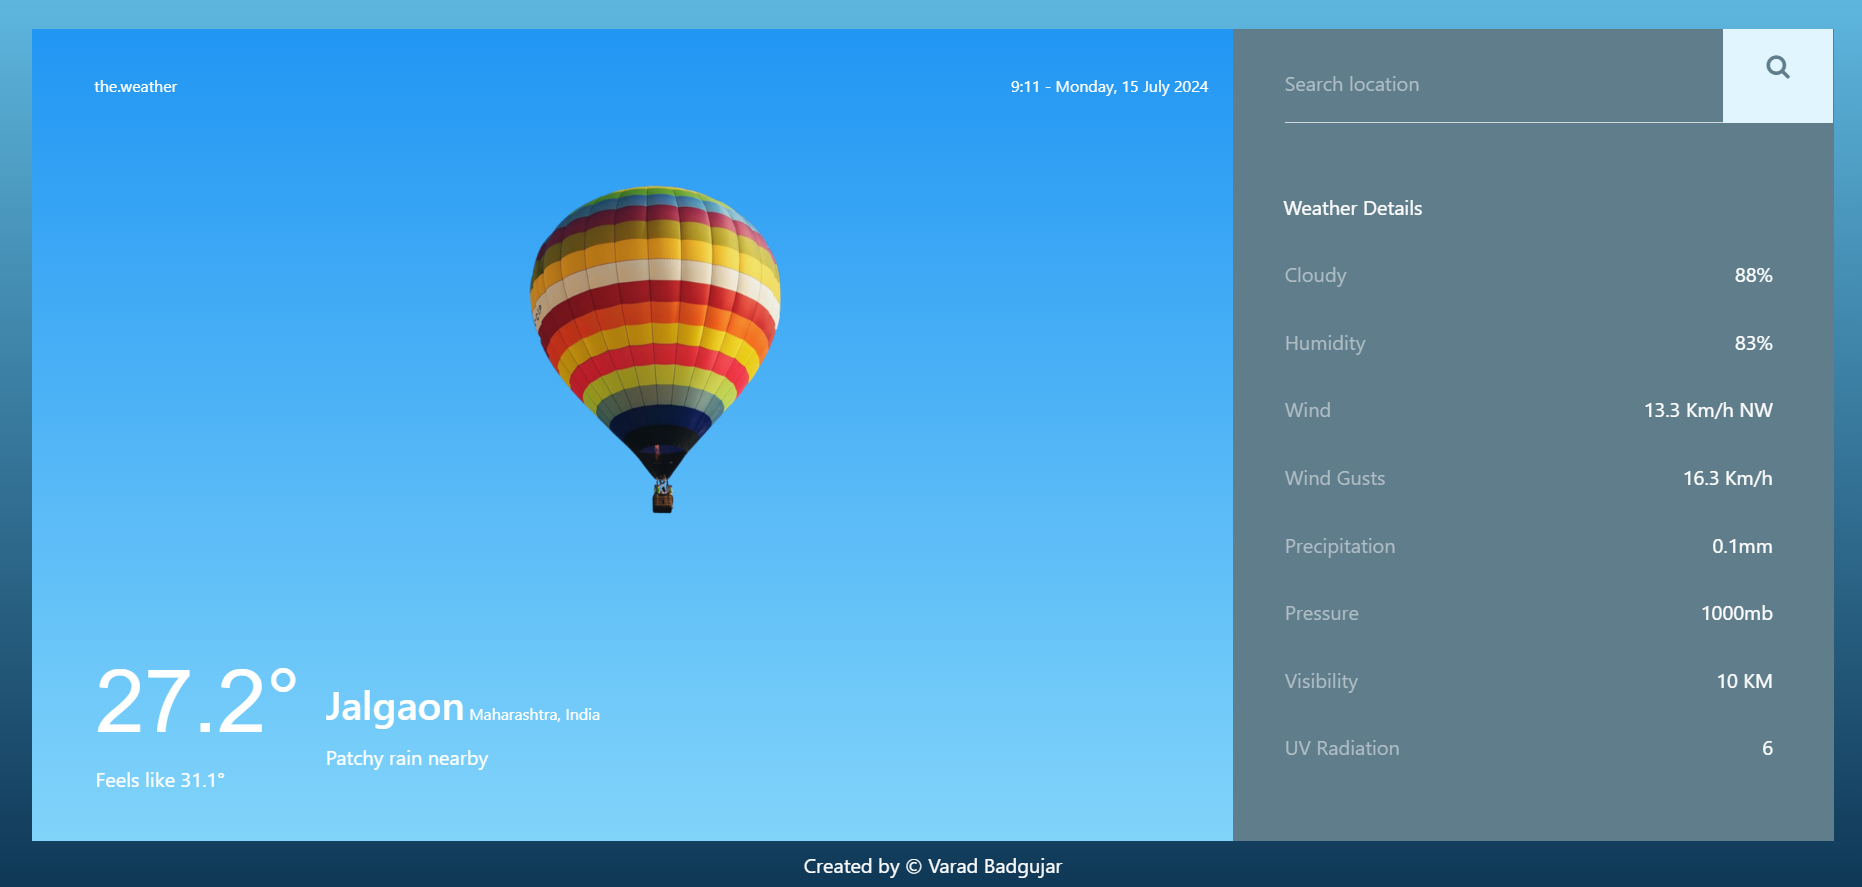 the.weather
9:11 - Monday, 15 July 2024
27.2°
Feels like 31.1°
Jalgaon Maharashtra, India
Patchy rain nearby
Search location
Weather Details
Cloudy 88%
Humidity 83%
Wind 13.3 Km/h NW
Wind Gusts 16.3 Km/h
Precipitation 0.1mm
Pressure 1000mb
Visibility 10 KM
UV Radiation 6
Created by © Varad Badgujar